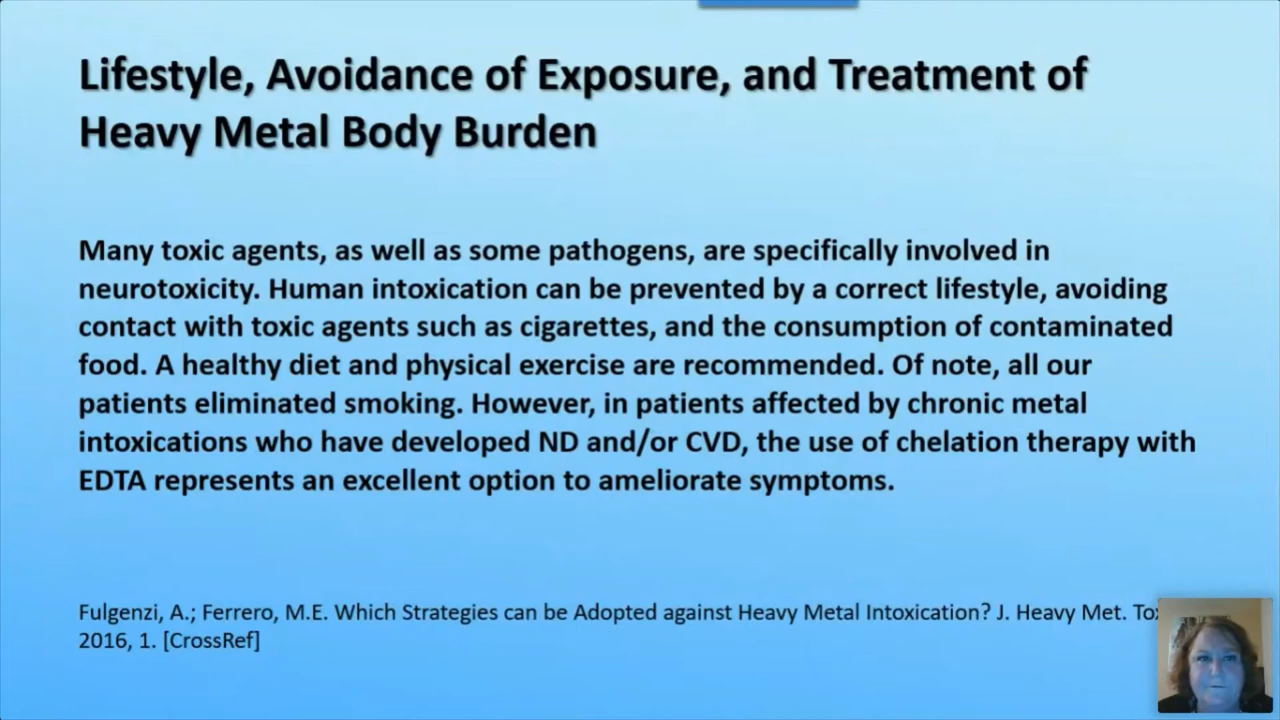 Lifestyle, Avoidance of Exposure, and Treatment of
Heavy Metal Body Burden
Many toxic agents, as well as some pathogens, are specifically involved in
neurotoxicity. Human intoxication can be prevented by a correct lifestyle, avoiding
contact with toxic agents such as cigarettes, and the consumption of contaminated
food. A healthy diet and physical exercise are recommended. Of note, all our
patients eliminated smoking. However, in patients affected by chronic metal
intoxications who have developed ND and/or CVD, the use of chelation therapy with
EDTA represents an excellent option to ameliorate symptoms.
Fulgenzi, A.; Ferrero, M.E. Which Strategies can be Adopted against Heavy Metal Intoxication? J. Heavy Met.
2016, 1. [CrossRef]